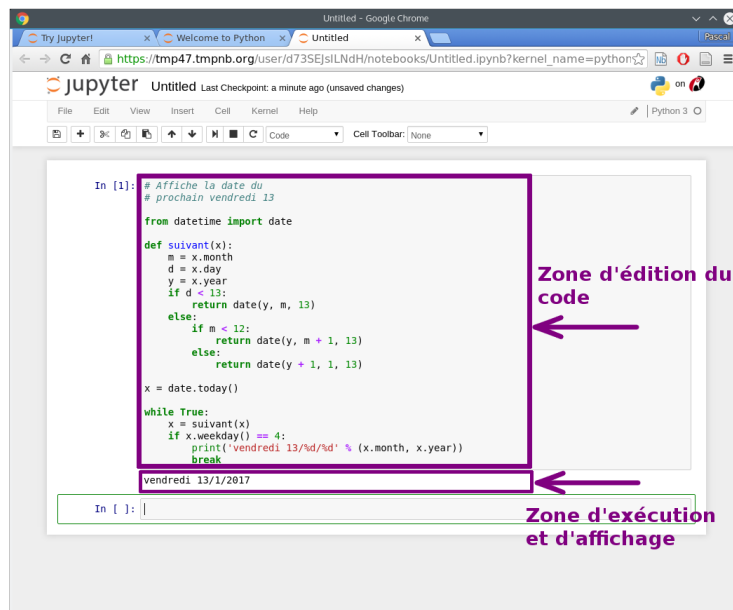 Untitled - Google Chrome
Try Jupyter! × Welcome to Python × Untitled × Pascal
https://tmp47.tmpnb.org/user/d73SEJsILNdH/notebooks/Untitled.ipynb?kernel_name=python
jupyter Untitled Last Checkpoint: a minute ago (unsaved changes) on
File Edit View Insert Cell Kernel Help Python 3
Code Cell Toolbar: None
In [1]: # Affiche la date du
# prochain vendredi 13
from datetime import date
def suivant(x):
m = x.month
d = x.day
y = x.year
if d < 13:
return date(y, m, 13)
else:
if m < 12:
return date(y, m + 1, 13)
else:
return date(y + 1, 1, 13)
x = date.today()
while True:
x = suivant(x)
if x.weekday() == 4:
print('vendredi 13/%d/%d' % (x.month, x.year))
break
Zone d'édition du
code
vendredi 13/1/2017
In [ ]:
Zone d'exécution
et d'affichage